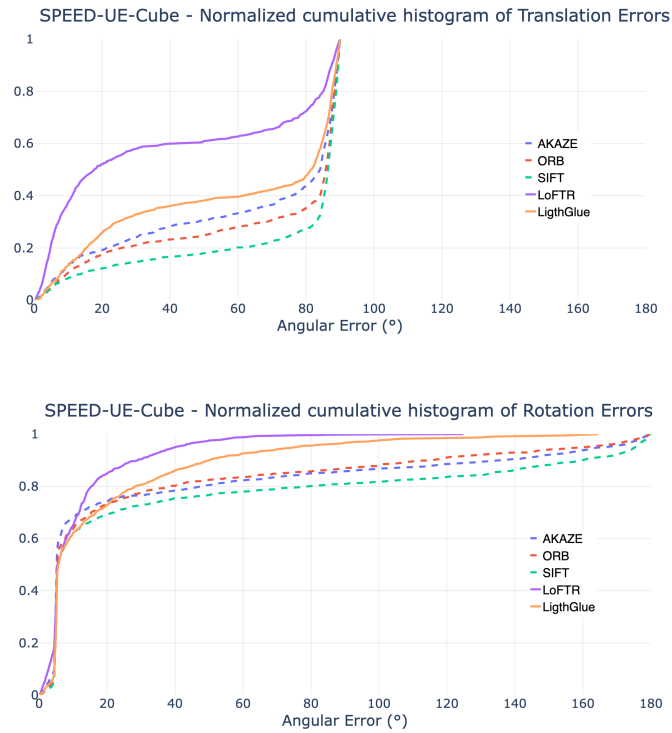 SPEED-UE-Cube - Normalized cumulative histogram of Translation Errors
1
0.8
0.6
AKAZE
ORB
SIFT
LoFTR
LigthGlue
0.4
0.2
0
0 20 40 60 80 100 120 140 160 180
Angular Error (°)
SPEED-UE-Cube - Normalized cumulative histogram of Rotation Errors
1
0.8
0.6
AKAZE
ORB
SIFT
LoFTR
LigthGlue
0.4
0.2
0
0 20 40 60 80 100 120 140 160 180
Angular Error (°)